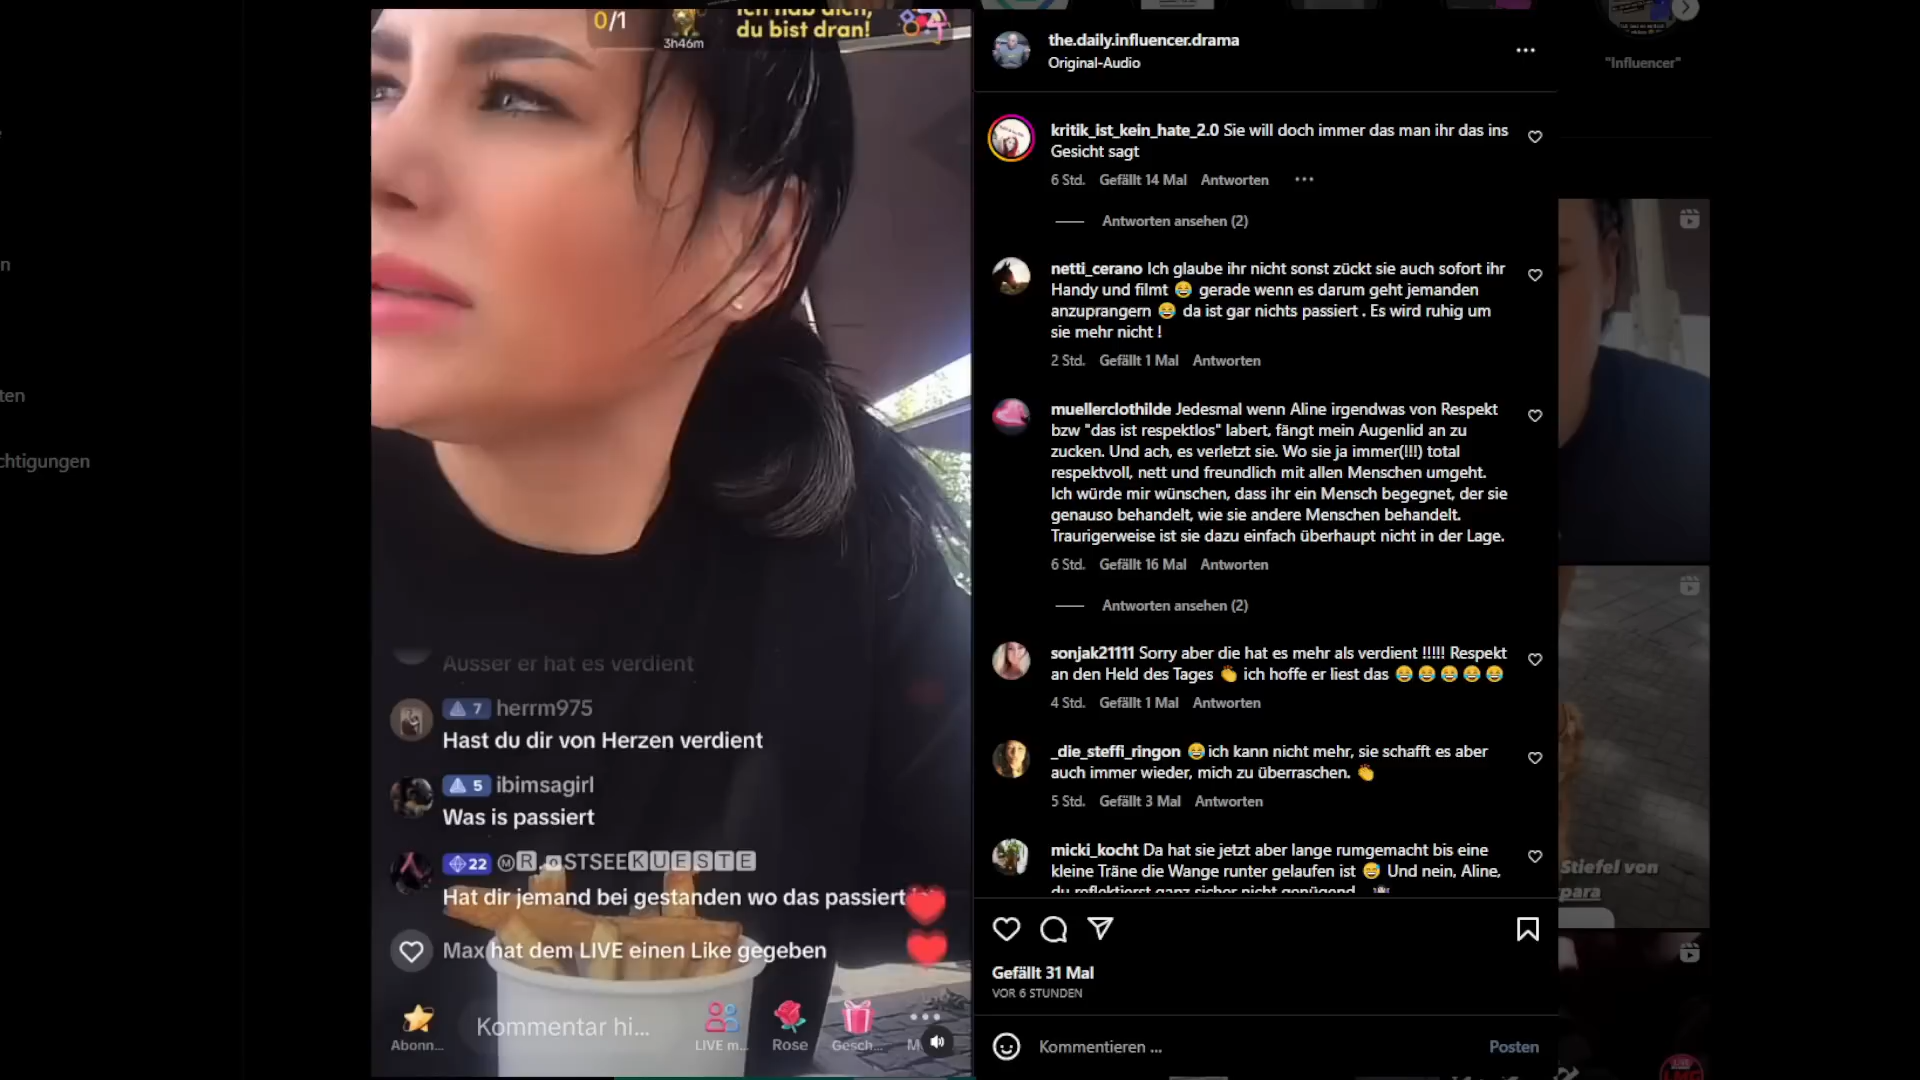 0/1
3h46m
du bist dran!
Ausser er hat es verdient
7 herrm975
Hast du dir von Herzen verdient
5 ibimsagirl
Was is passiert
22 Ⓜ🅁.🄾STSEE🄺🅄🄴🅂🅃🄴
Hat dir jemand bei gestanden wo das passiert
Max hat dem LIVE einen Like gegeben
Kommentar hi...
Abonn...
LIVE m...
Rose
Gesch...
M
the.daily.influencer.drama
Original-Audio
kritik_ist_kein_hate_2.0 Sie will doch immer das man ihr das ins
Gesicht sagt
6 Std. Gefällt 14 Mal Antworten
Antworten ansehen (2)
netti_cerano Ich glaube ihr nicht sonst zückt sie auch sofort ihr
Handy und filmt 😂 gerade wenn es darum geht jemanden
anzuprangern 😂 da ist gar nichts passiert . Es wird ruhig um
sie mehr nicht !
2 Std. Gefällt 1 Mal Antworten
muellerclothilde Jedesmal wenn Aline irgendwas von Respekt
bzw "das ist respektlos" labert, fängt mein Augenlid an zu
zucken. Und ach, es verletzt sie. Wo sie ja immer(!!!) total
respektvoll, nett und freundlich mit allen Menschen umgeht.
Ich würde mir wünschen, dass ihr ein Mensch begegnet, der sie
genauso behandelt, wie sie andere Menschen behandelt.
Traurigerweise ist sie dazu einfach überhaupt nicht in der Lage.
6 Std. Gefällt 16 Mal Antworten
Antworten ansehen (2)
sonjak21111 Sorry aber die hat es mehr als verdient !!!!! Respekt
an den Held des Tages 👏 ich hoffe er liest das 😂😂😂😂😂
4 Std. Gefällt 1 Mal Antworten
_die_steffi_ringon 😂ich kann nicht mehr, sie schafft es aber
auch immer wieder, mich zu überraschen. 👏
5 Std. Gefällt 3 Mal Antworten
micki_kocht Da hat sie jetzt aber lange rumgemacht bis eine
kleine Träne die Wange runter gelaufen ist 😅 Und nein, Aline,
du reflektierst ganz sicher nicht genügend
Gefällt 31 Mal
VOR 6 STUNDEN
Kommentieren ...
Posten
"Influencer"
Stiefel von
para
n
ten
chtigungen